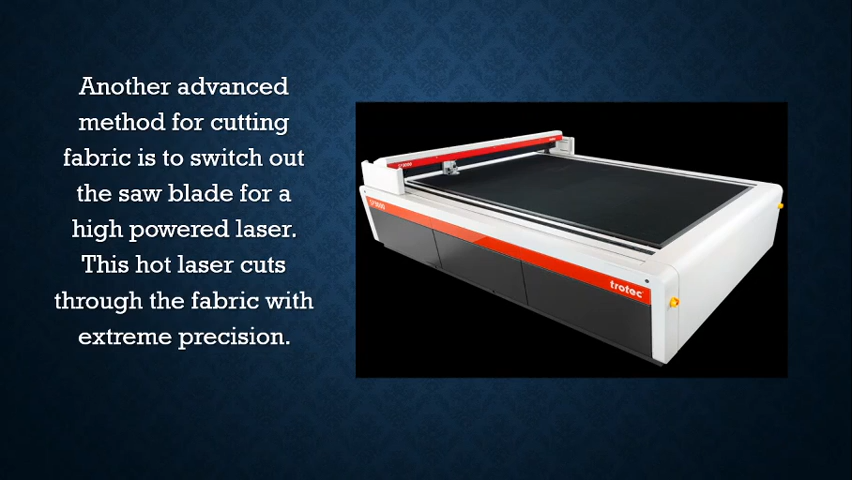 Another advanced
method for cutting
fabric is to switch out
the saw blade for a
high powered laser.
This hot laser cuts
through the fabric with
extreme precision.
trotec